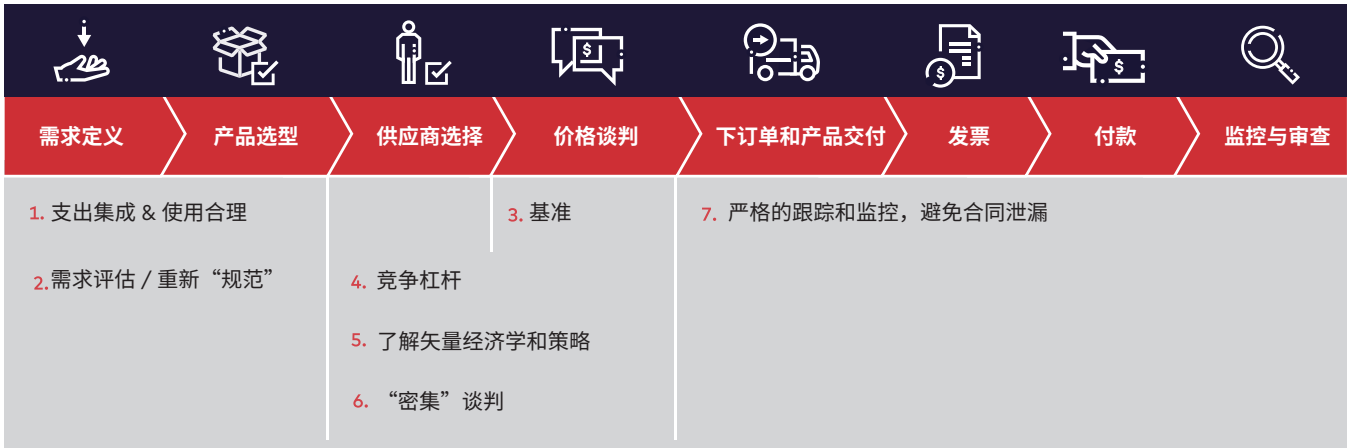 需求定义
产品选型
供应商选择
价格谈判
下订单和产品交付
发票
付款
监控与审查
1. 支出集成 & 使用合理
2. 需求评估 / 重新“规范”
3. 基准
4. 竞争杠杆
5. 了解矢量经济学和策略
6. “密集”谈判
7. 严格的跟踪和监控，避免合同泄漏